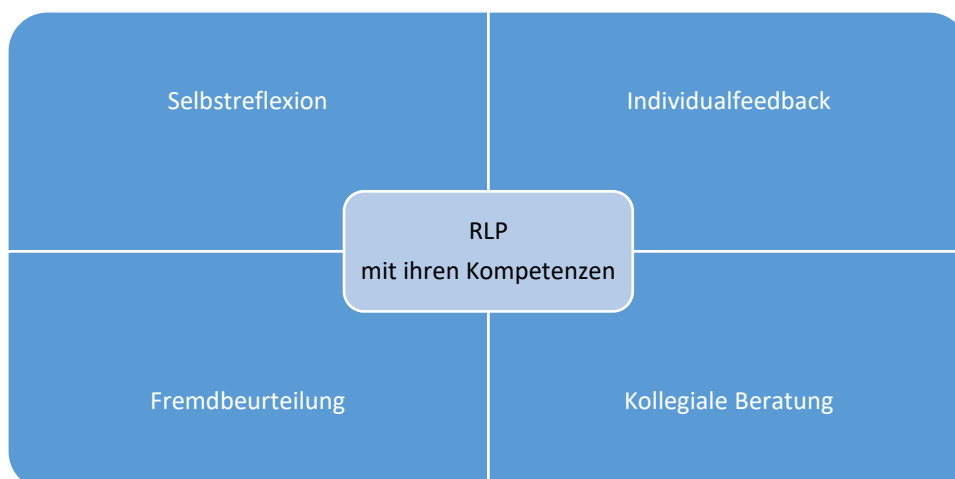 Selbstreflexion
Individualfeedback
RLP
mit ihren Kompetenzen
Fremdbeurteilung
Kollegiale Beratung